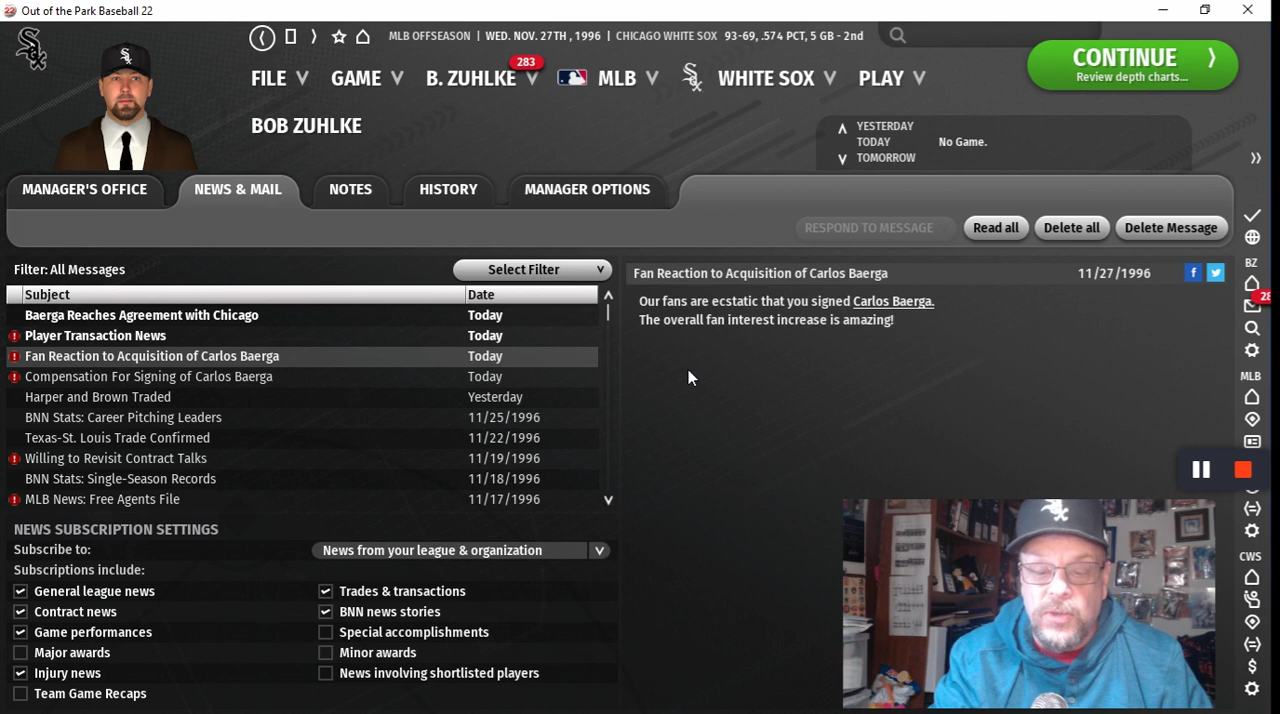 Out of the Park Baseball 22
MLB OFFSEASON | WED. NOV. 27TH , 1996 | CHICAGO WHITE SOX 93-69, .574 PCT, 5 GB - 2nd
CONTINUE
Review depth charts...
283
FILE GAME B. ZUHLKE MLB WHITE SOX PLAY
BOB ZUHLKE
YESTERDAY
TODAY No Game.
TOMORROW
MANAGER'S OFFICE NEWS & MAIL NOTES HISTORY MANAGER OPTIONS
RESPOND TO MESSAGE Read all Delete all Delete Message
Filter: All Messages Select Filter
Subject Date
Baerga Reaches Agreement with Chicago Today
Player Transaction News Today
Fan Reaction to Acquisition of Carlos Baerga Today
Compensation For Signing of Carlos Baerga Today
Harper and Brown Traded Yesterday
BNN Stats: Career Pitching Leaders 11/25/1996
Texas-St. Louis Trade Confirmed 11/22/1996
Willing to Revisit Contract Talks 11/19/1996
BNN Stats: Single-Season Records 11/18/1996
MLB News: Free Agents File 11/17/1996
Fan Reaction to Acquisition of Carlos Baerga 11/27/1996
Our fans are ecstatic that you signed Carlos Baerga.
The overall fan interest increase is amazing!
NEWS SUBSCRIPTION SETTINGS
Subscribe to: News from your league & organization
Subscriptions include:
General league news Trades & transactions
Contract news BNN news stories
Game performances Special accomplishments
Major awards Minor awards
Injury news News involving shortlisted players
Team Game Recaps
BZ
28
MLB
CWS